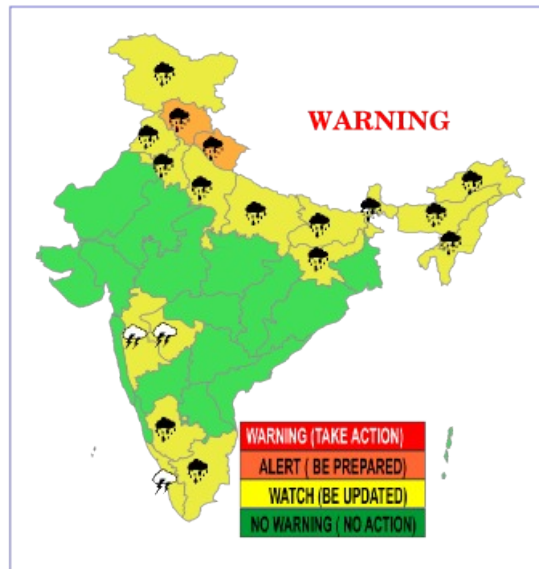 WARNING
WARNING (TAKE ACTION)
ALERT ( BE PREPARED)
WATCH (BE UPDATED)
NO WARNING ( NO ACTION)